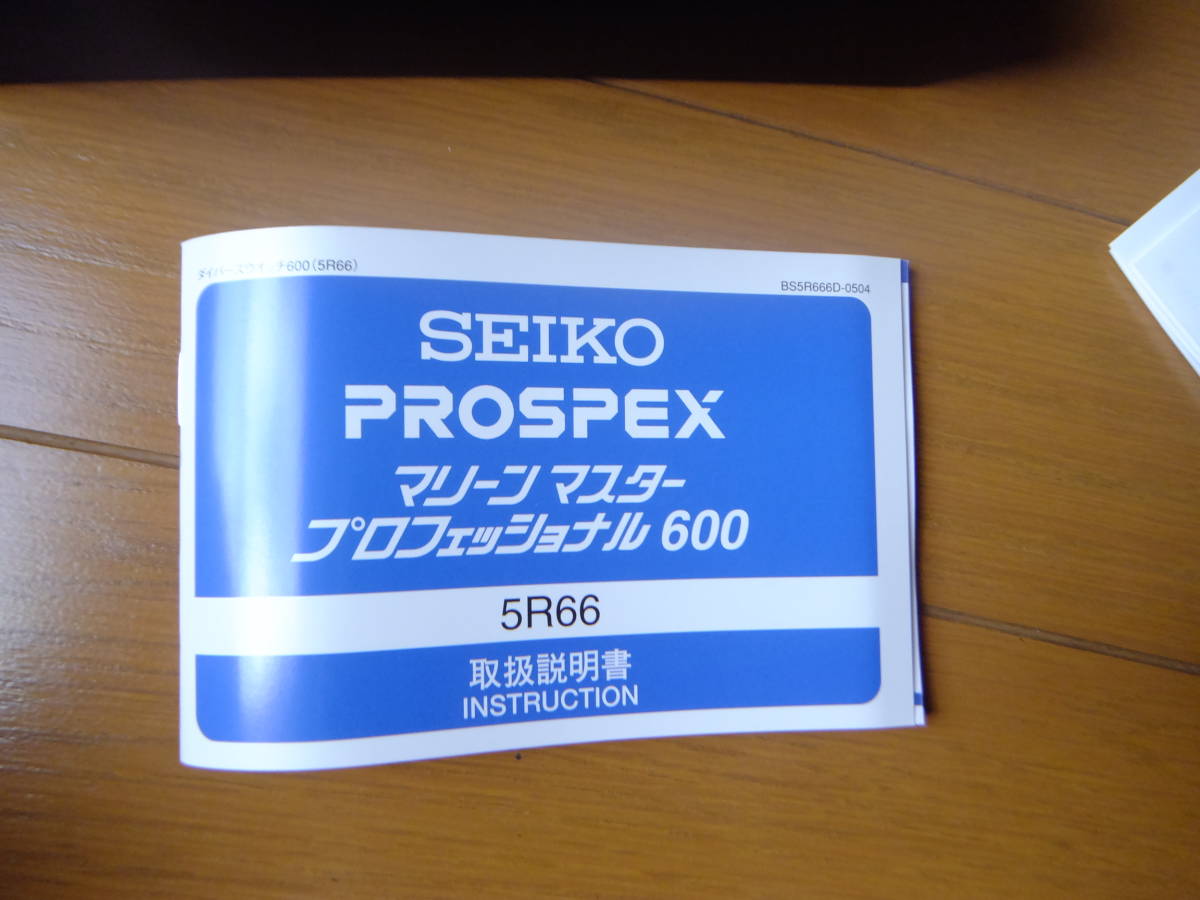 ダイバーズウオッチ600(5R66)
BS5R666D-0504
SEIKO
PROSPEX
マリーン マスター
プロフェッショナル 600
5R66
取扱説明書
INSTRUCTION